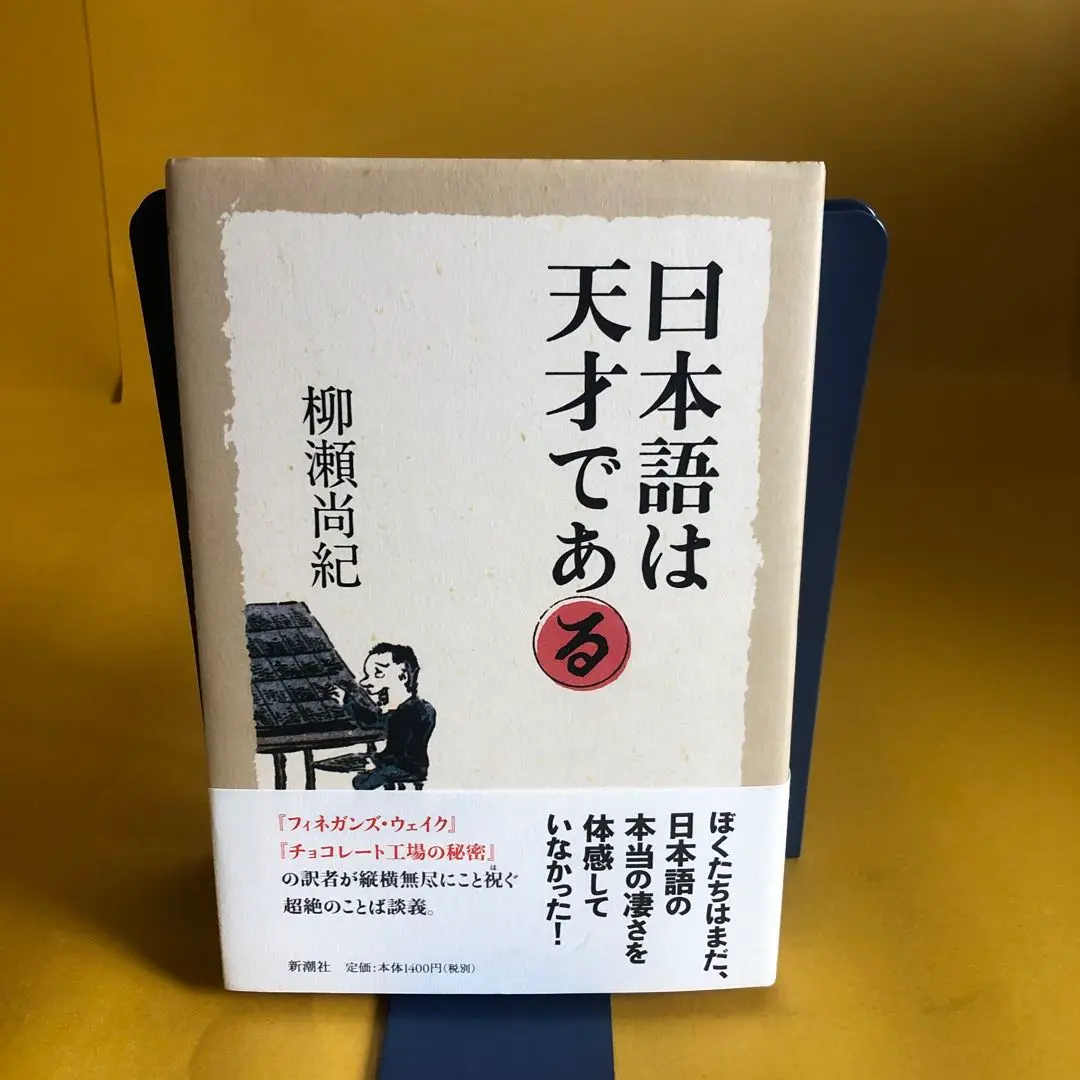 日本語は
天才である
柳瀬尚紀
ぼくたちはまだ、
日本語の
本当の凄さを
体感して
いなかった!
『フィネガンズ・ウェイク』
『チョコレート工場の秘密』
の訳者が縦横無尽にこと祝ぐ
超絶のことば談義。
新潮社 定価:本体1400円(税別)